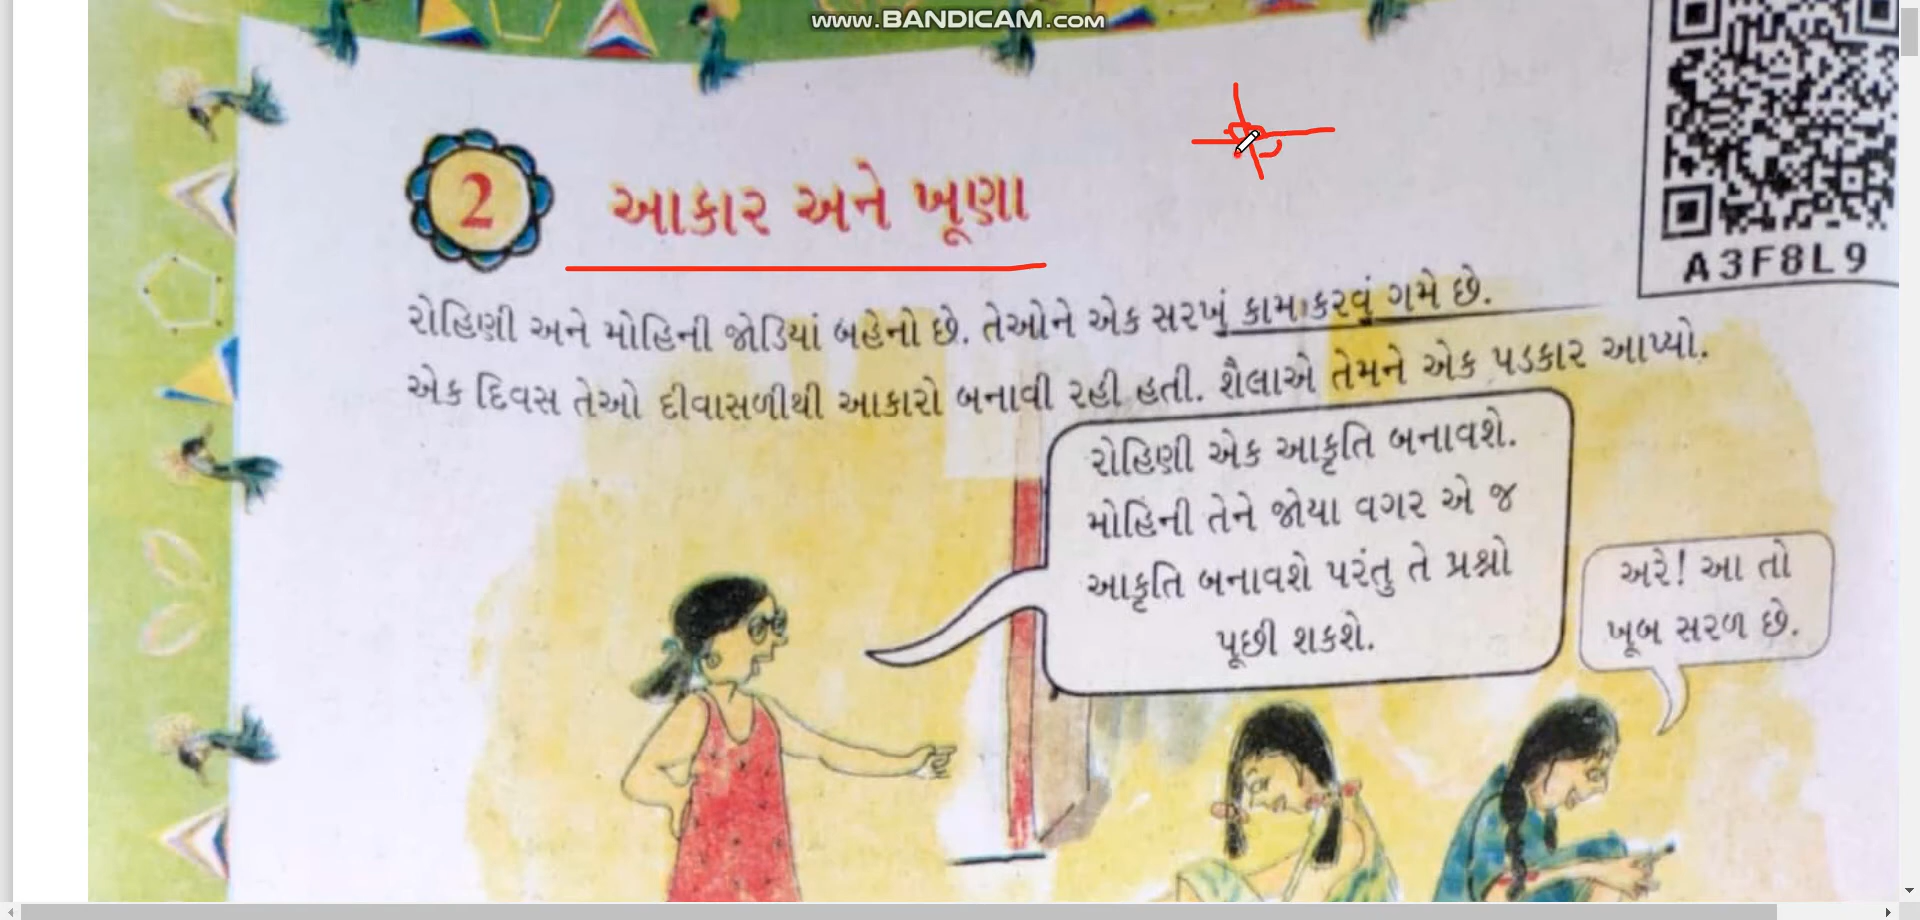 www.BANDICAM.com
2
આકાર અને ખૂણા
A3F8L9
રોહિણી અને મોહિની જોડિયાં બહેનો છે. તેઓને એક સરખું કામ કરવું ગમે છે.
એક દિવસ તેઓ દીવાસળીથી આકારો બનાવી રહી હતી. શૈલાએ તેમને એક પડકાર આપ્યો.
રોહિણી એક આકૃતિ બનાવશે.
મોહિની તેને જોયા વગર એ જ
આકૃતિ બનાવશે પરંતુ તે પ્રશ્નો
પૂછી શકશે.
અરે! આ તો
ખૂબ સરળ છે.